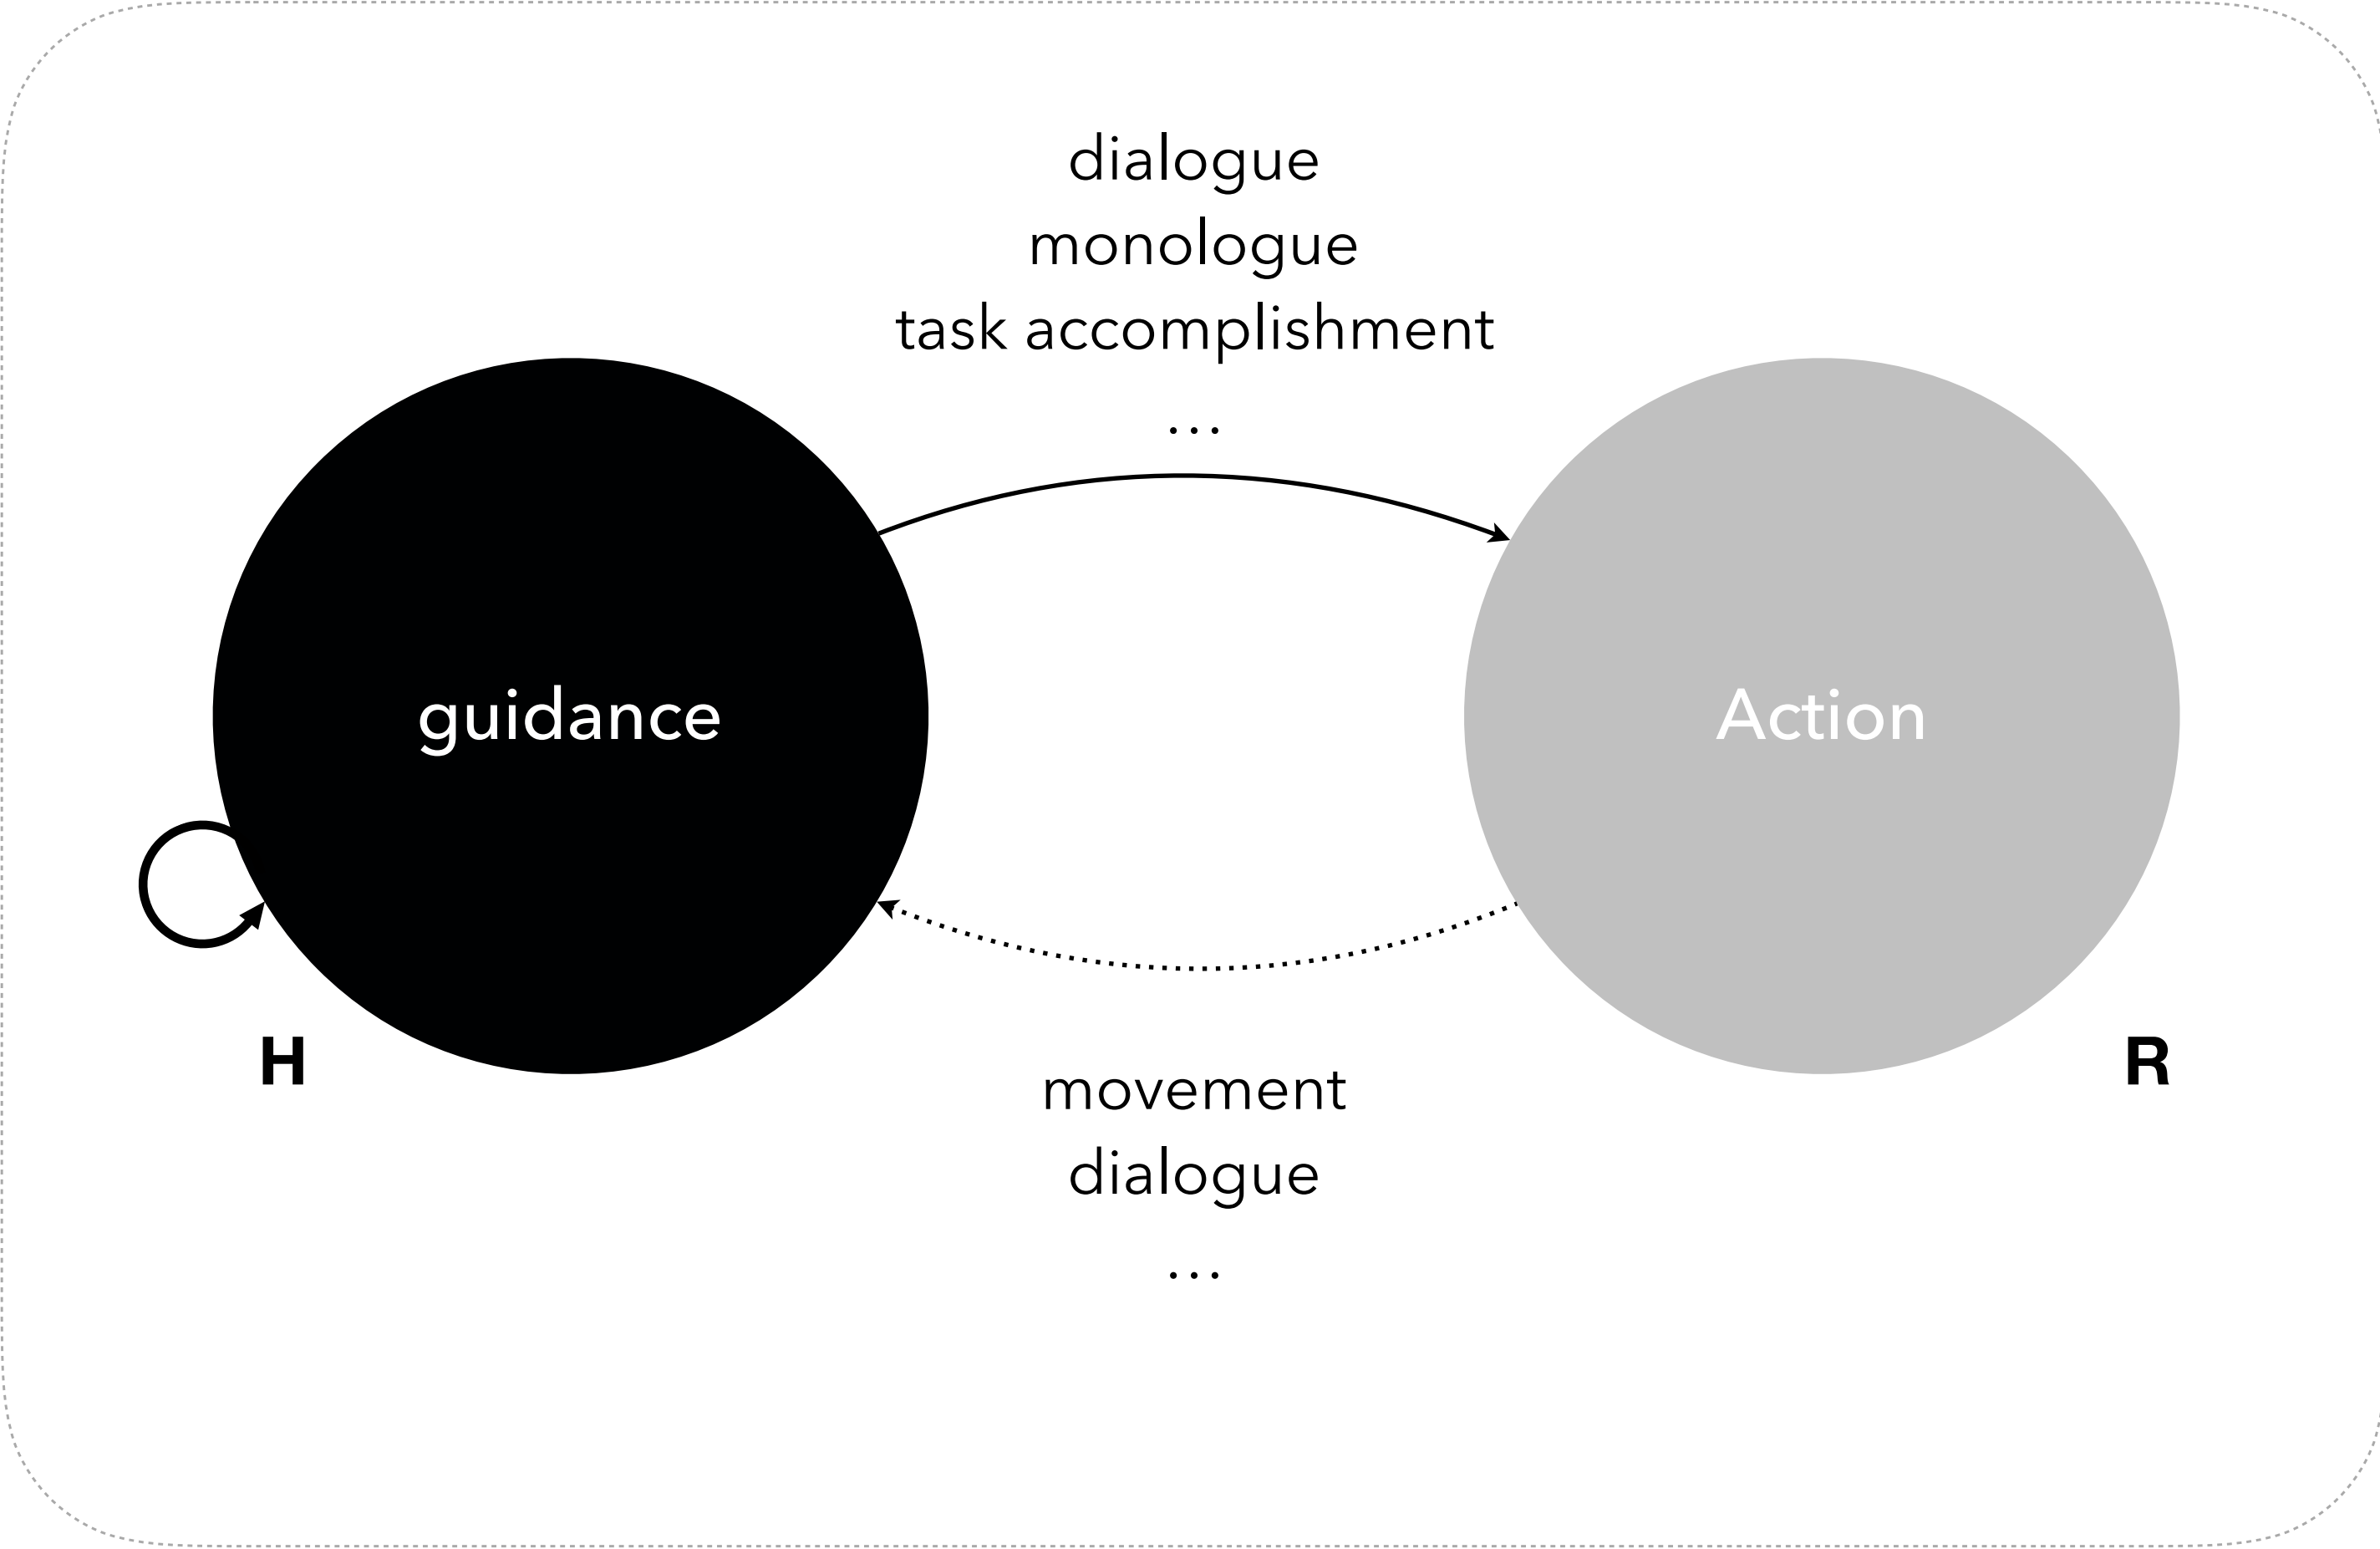 dialogue
monologue
task accomplishment
...
guidance
Action
H
R
movement
dialogue
...